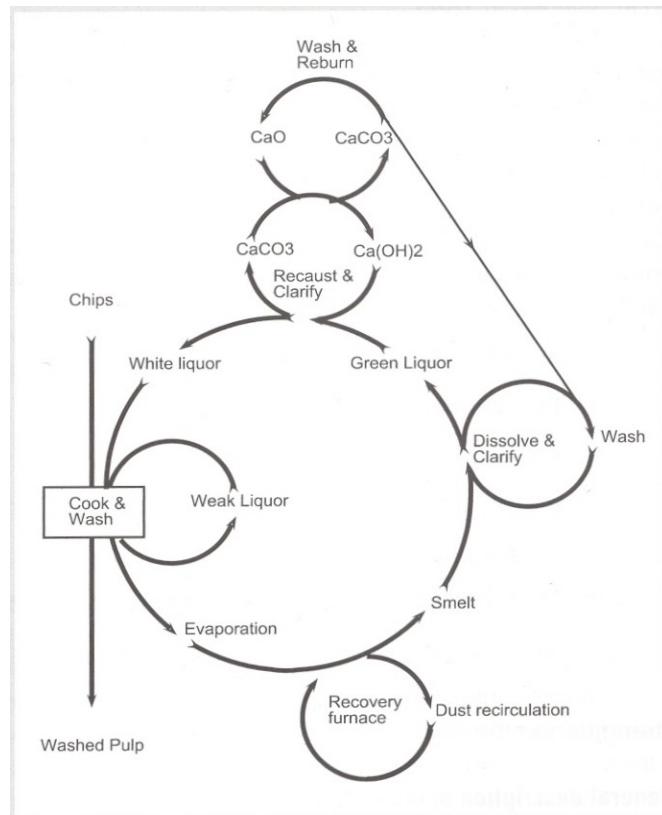 Wash &
Reburn
CaO
CaCO3
CaCO3
Ca(OH)2
Recaust &
Clarify
Chips
White liquor
Green Liquor
Dissolve &
Clarify
Wash
Cook &
Wash
Weak Liquor
Smelt
Evaporation
Recovery
furnace
Dust recirculation
Washed Pulp